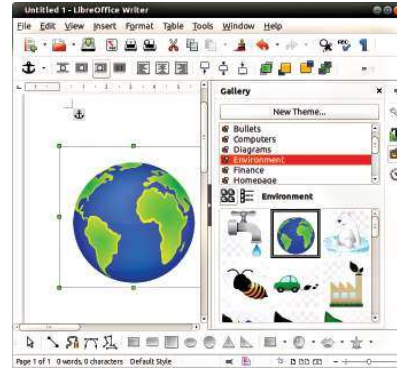 Untitled 1 - LibreOffice Writer
File Edit View Insert Format Table Tools Window Help
Gallery
New Theme...
Bullets
Computers
Diagrams
Environment
Finance
Homepage
Environment
Page 1 of 1 0 words, 0 characters Default Style